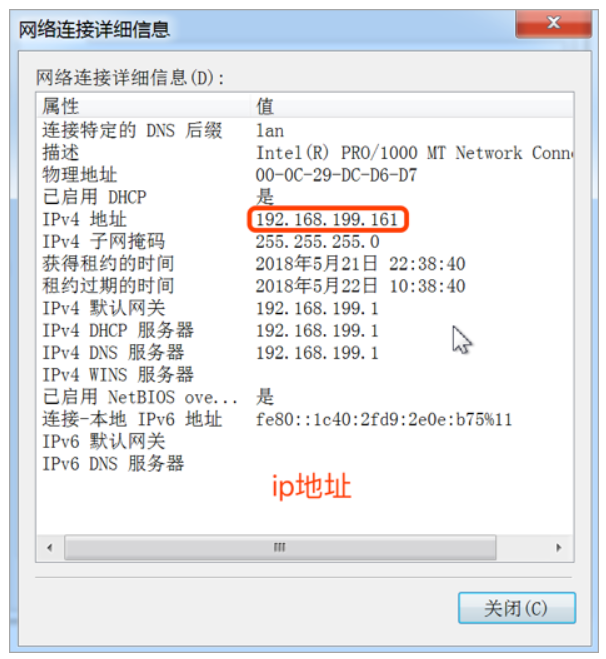 网络连接详细信息
网络连接详细信息(D):
属性 值
连接特定的 DNS 后缀 lan
描述 Intel(R) PRO/1000 MT Network Conn
物理地址 00-0C-29-DC-D6-D7
已启用 DHCP 是
IPv4 地址 192.168.199.161
IPv4 子网掩码 255.255.255.0
获得租约的时间 2018年5月21日 22:38:40
租约过期的时间 2018年5月22日 10:38:40
IPv4 默认网关 192.168.199.1
IPv4 DHCP 服务器 192.168.199.1
IPv4 DNS 服务器 192.168.199.1
IPv4 WINS 服务器
已启用 NetBIOS ove... 是
连接-本地 IPv6 地址 fe80::1c40:2fd9:2e0e:b75%11
IPv6 默认网关
IPv6 DNS 服务器
ip地址
关闭(C)